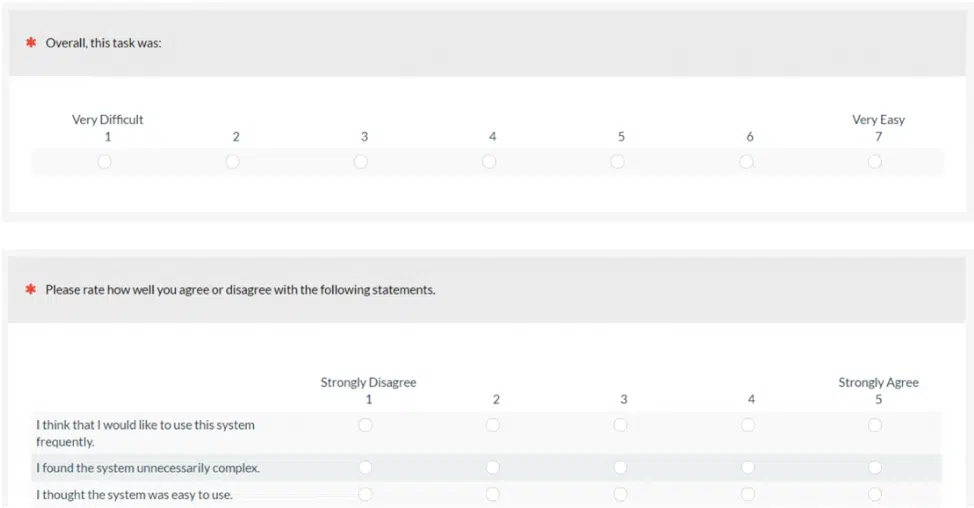 * Overall, this task was:
Very Difficult Very Easy
1 2 3 4 5 6 7
* Please rate how well you agree or disagree with the following statements.
Strongly Disagree Strongly Agree
1 2 3 4 5
I think that I would like to use this system
frequently.
I found the system unnecessarily complex.
I thought the system was easy to use.